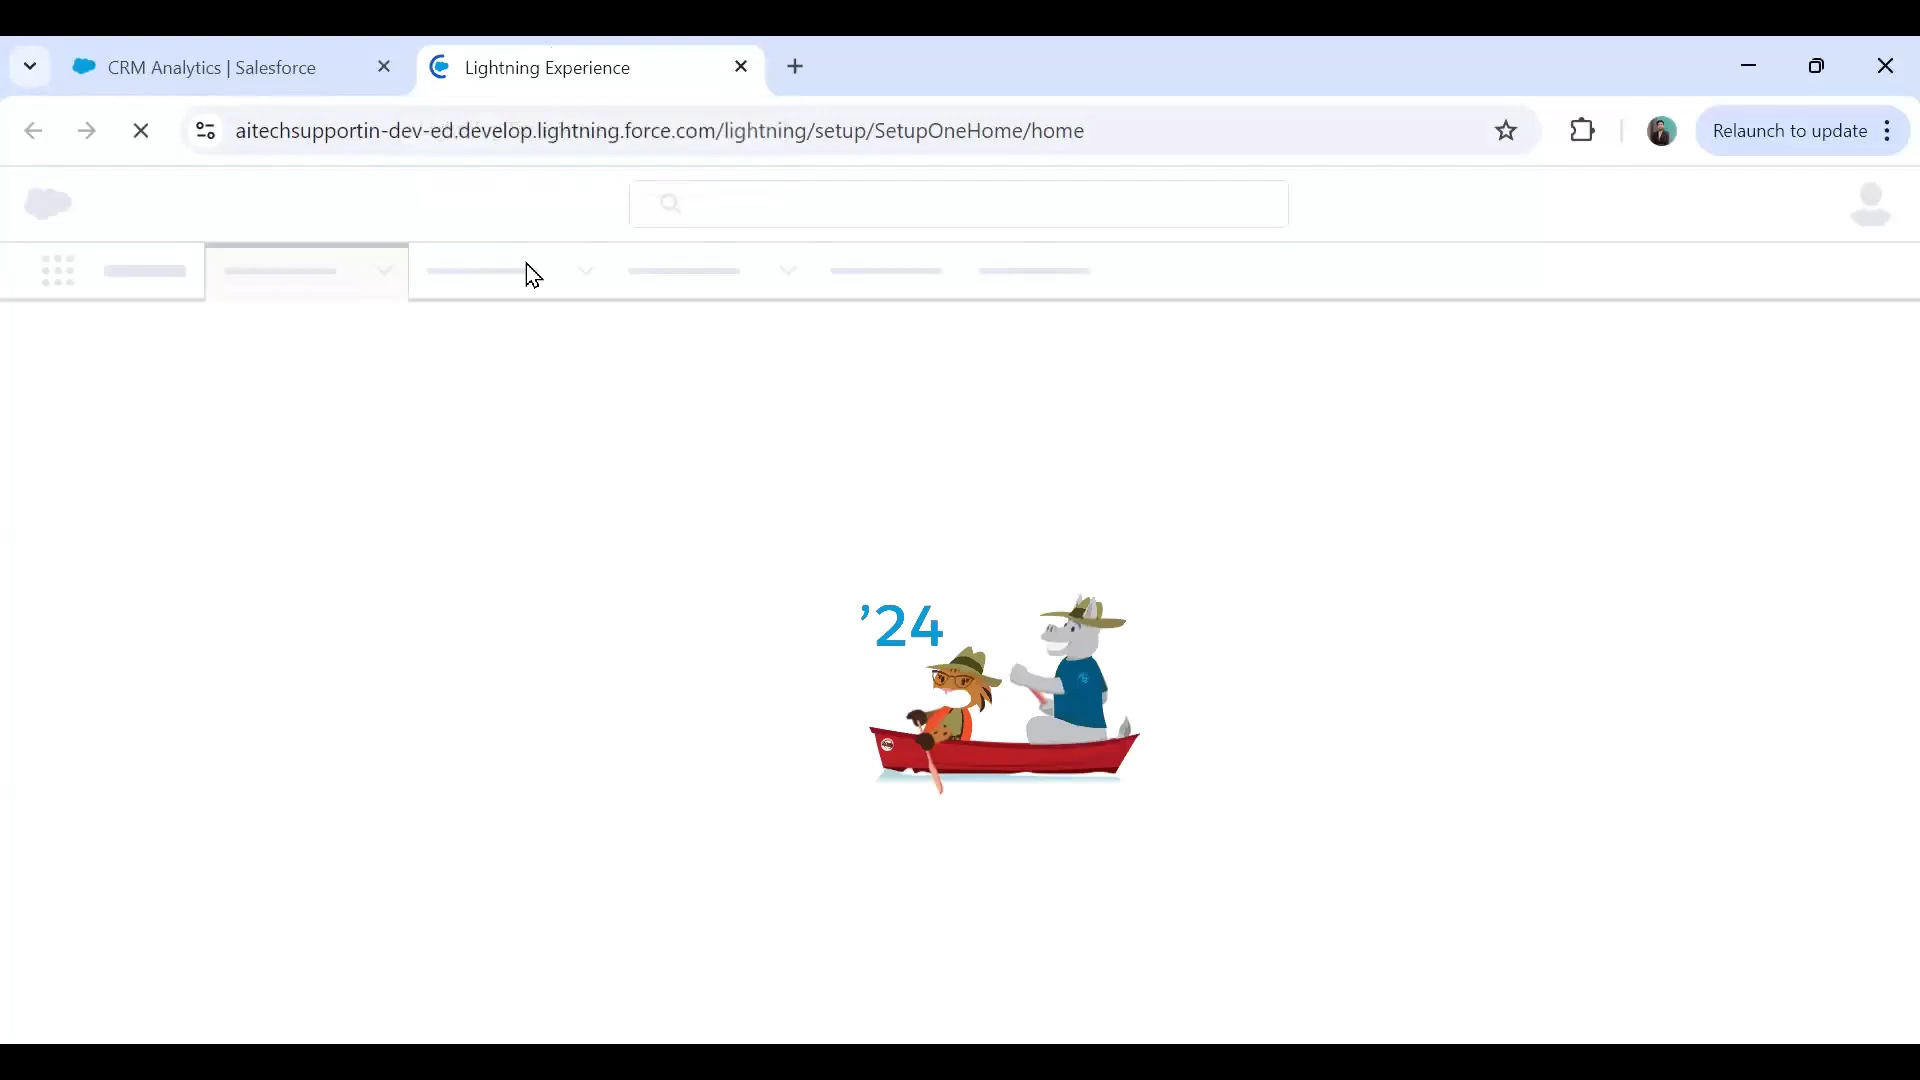 CRM Analytics | Salesforce
Lightning Experience
aitechsupportin-dev-ed.develop.lightning.force.com/lightning/setup/SetupOneHome/home
Relaunch to update
’24